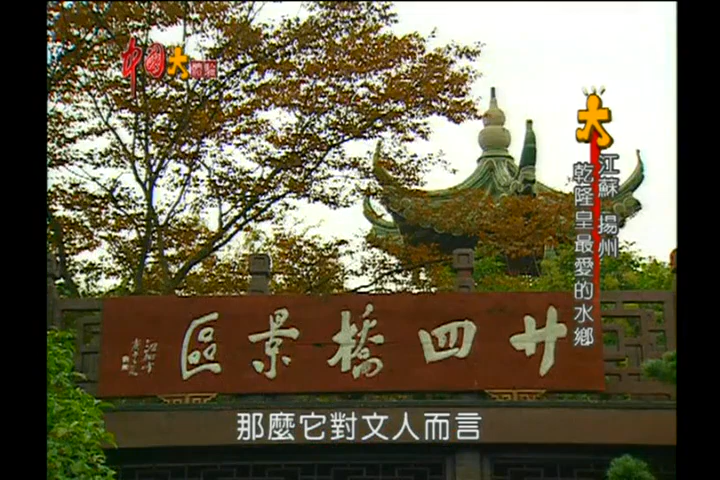 中國大體驗
大
江蘇 揚州
乾隆皇最愛的水鄉
廿四橋景區
那麼它對文人而言